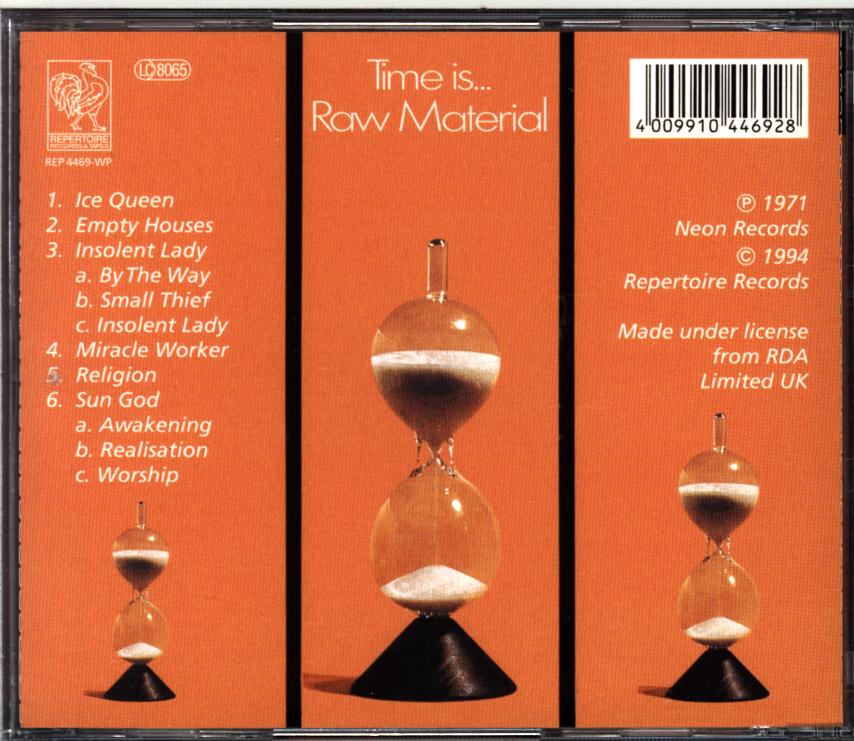 REPERTOIRE
RECORDS & TAPES
LC 8065
REP 4469-WP
1. Ice Queen
2. Empty Houses
3. Insolent Lady
a. By The Way
b. Small Thief
c. Insolent Lady
4. Miracle Worker
5. Religion
6. Sun God
a. Awakening
b. Realisation
c. Worship
Time is...
Raw Material
4 009910 446928
℗ 1971
Neon Records
© 1994
Repertoire Records
Made under license
from RDA
Limited UK